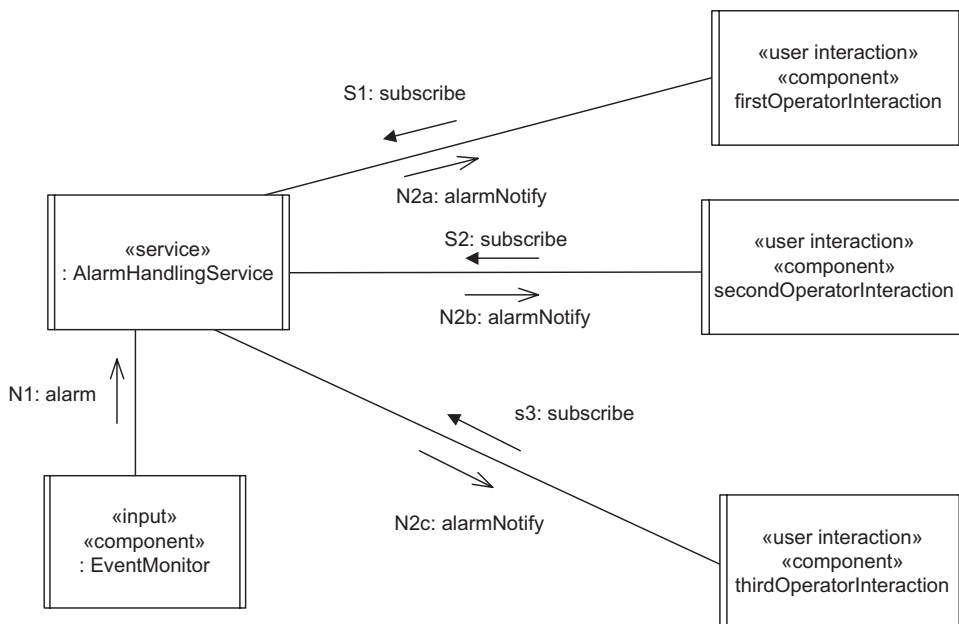 «user interaction»
«component»
firstOperatorInteraction
S1: subscribe
N2a: alarmNotify
«service»
: AlarmHandlingService
S2: subscribe
N2b: alarmNotify
«user interaction»
«component»
secondOperatorInteraction
N1: alarm
s3: subscribe
N2c: alarmNotify
«input»
«component»
: EventMonitor
«user interaction»
«component»
thirdOperatorInteraction